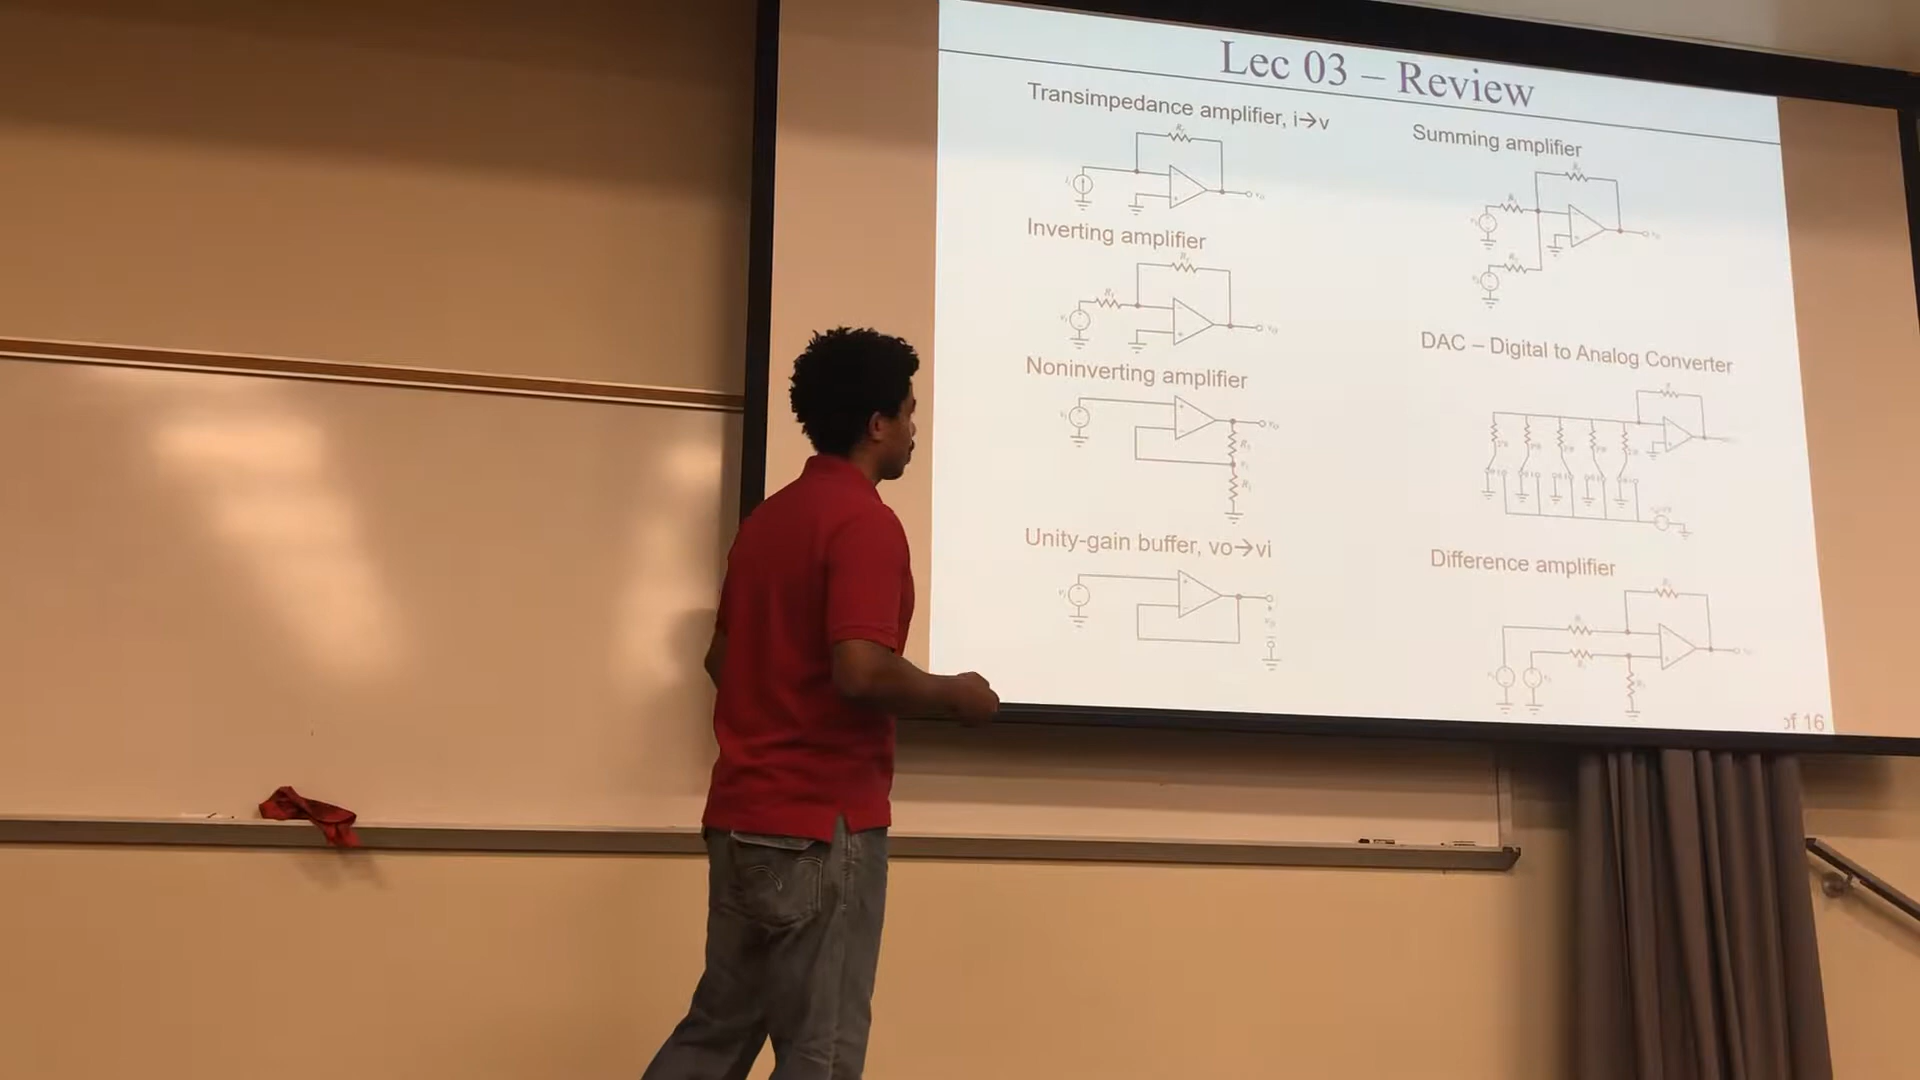 Lec 03 – Review
Transimpedance amplifier, i→v
Inverting amplifier
Noninverting amplifier
Unity-gain buffer, vo→vi
Summing amplifier
DAC – Digital to Analog Converter
Difference amplifier
of 16